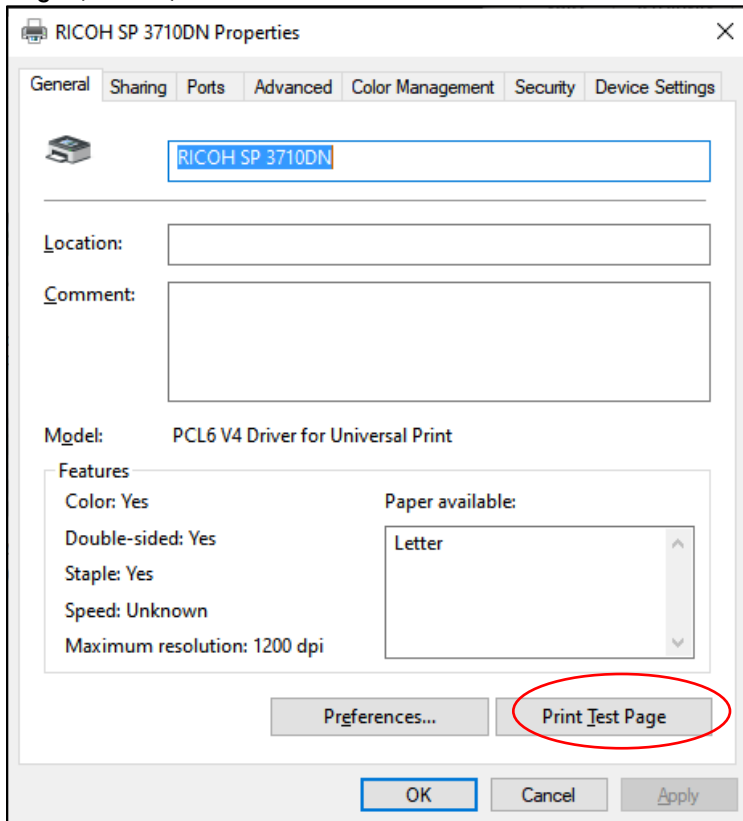 RICOH SP 3710DN Properties
General Sharing Ports Advanced Color Management Security Device Settings
RICOH SP 3710DN
Location:
Comment:
Model: PCL6 V4 Driver for Universal Print
Features
Color: Yes Paper available:
Double-sided: Yes Letter
Staple: Yes
Speed: Unknown
Maximum resolution: 1200 dpi
Preferences... Print Test Page
OK Cancel Apply